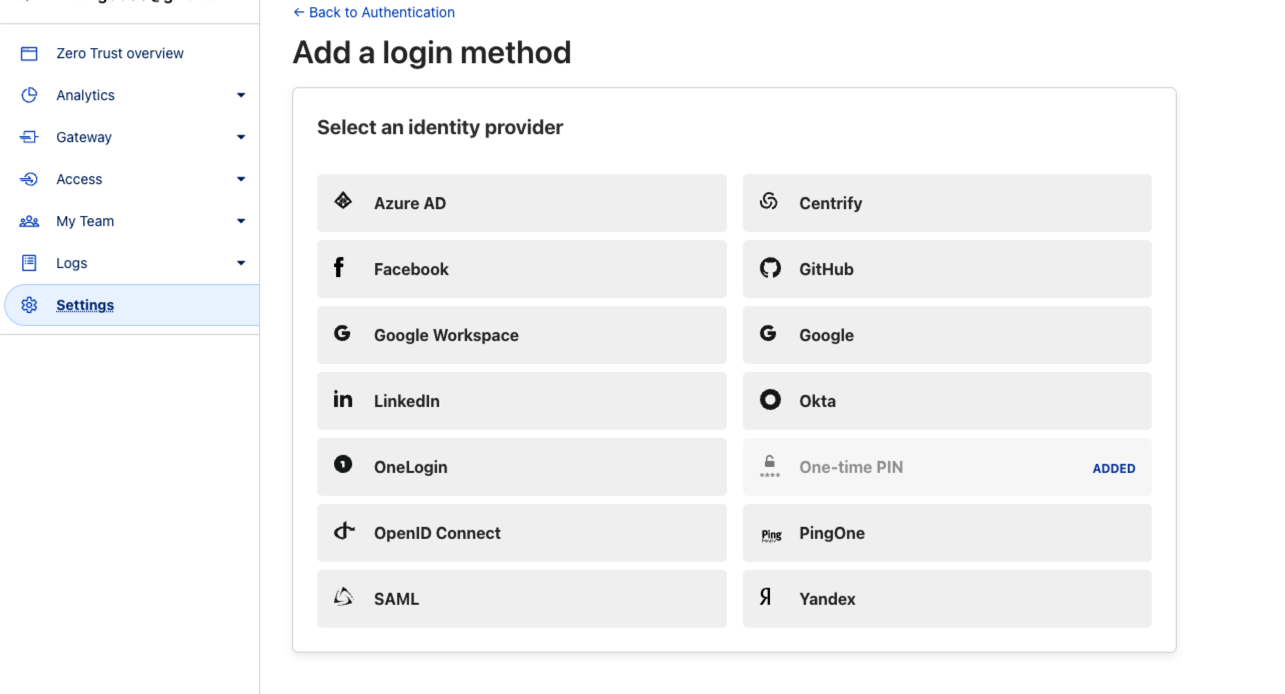 ← Back to Authentication
Add a login method
Zero Trust overview
Analytics
Gateway
Access
My Team
Logs
Settings
Select an identity provider
Azure AD
Centrify
Facebook
GitHub
Google Workspace
Google
LinkedIn
Okta
OneLogin
One-time PIN
ADDED
OpenID Connect
Ping
PingOne
SAML
Yandex